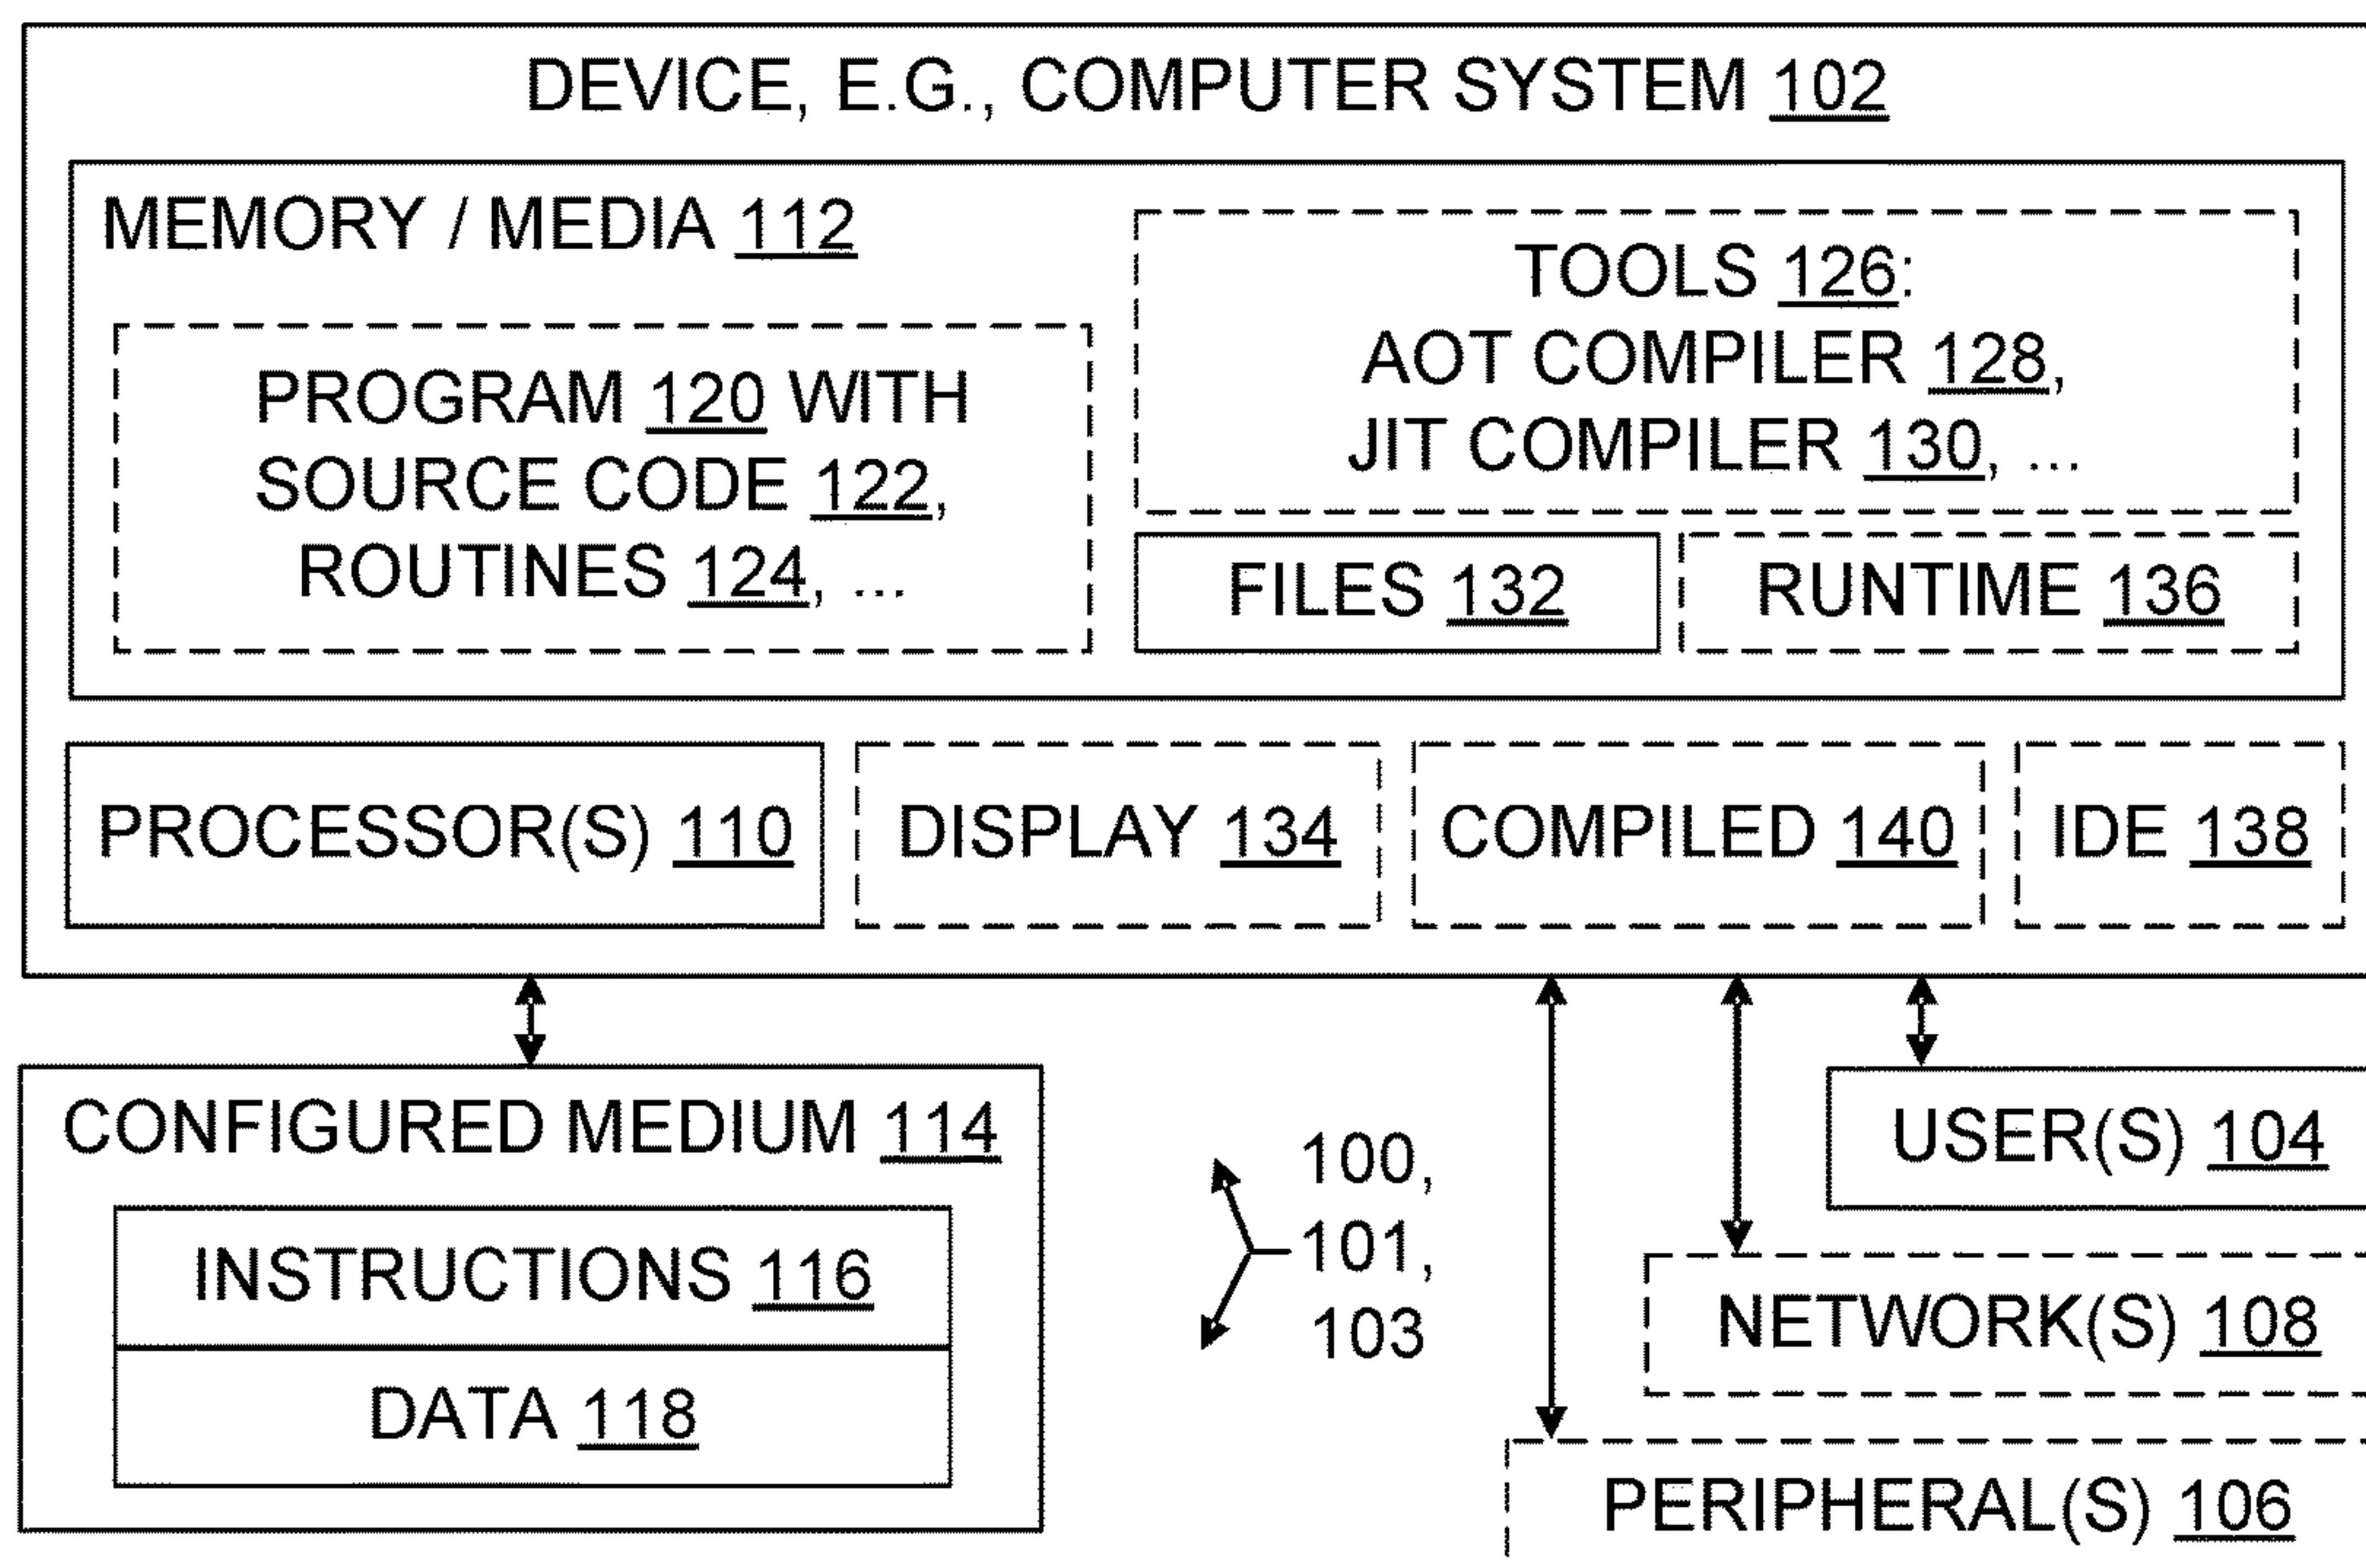 DEVICE, E.G., COMPUTER SYSTEM 102
MEMORY / MEDIA 112
PROGRAM 120 WITH
SOURCE CODE 122,
ROUTINES 124, ...
TOOLS 126:
AOT COMPILER 128,
JIT COMPILER 130, ...
FILES 132
RUNTIME 136
PROCESSOR(S) 110
DISPLAY 134
COMPILED 140
IDE 138
CONFIGURED MEDIUM 114
INSTRUCTIONS 116
DATA 118
100,
101,
103
USER(S) 104
NETWORK(S) 108
PERIPHERAL(S) 106